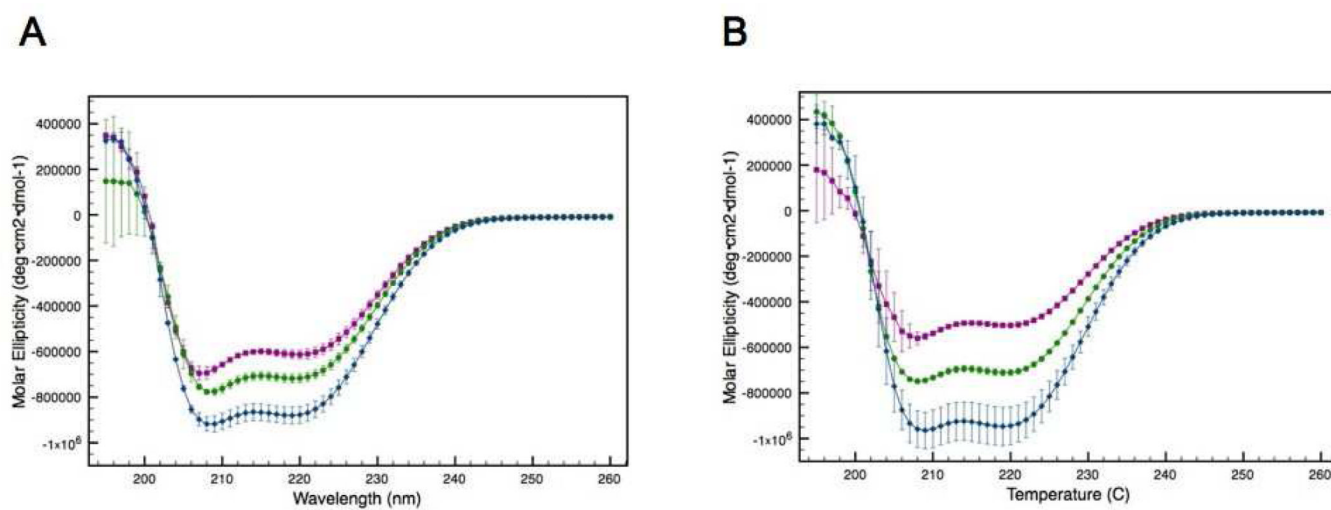 A
B
400000
200000
0
-200000
-400000
-600000
-800000
-1x10⁶
Molar Ellipticity (deg•cm2•dmol-1)
200 210 220 230 240 250 260
Wavelength (nm)
400000
200000
0
-200000
-400000
-600000
-800000
-1x10⁶
Molar Ellipticity (deg•cm2•dmol-1)
200 210 220 230 240 250 260
Temperature (C)